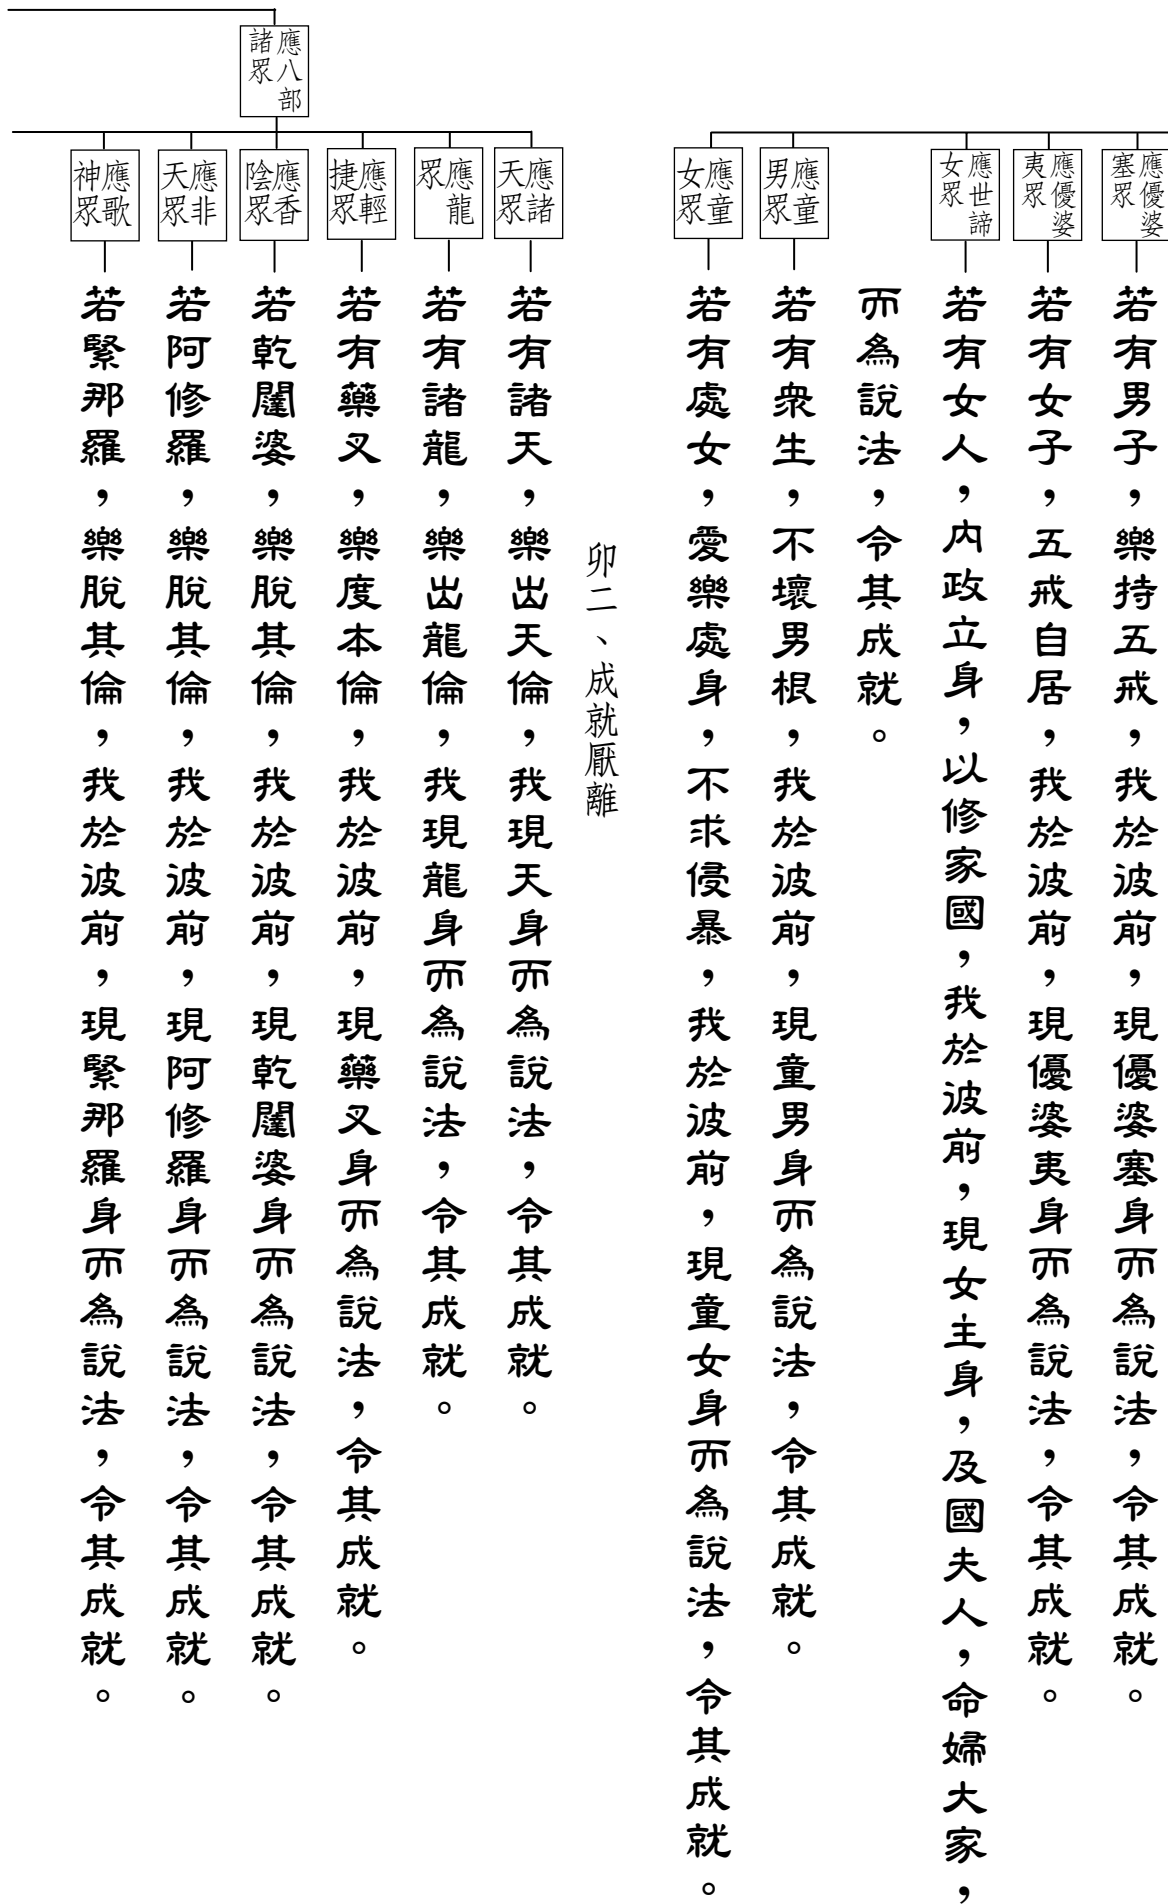 應優婆
塞眾
若有男子，樂持五戒，我於波前，現優婆塞身而為說法，令其成就。
應優婆
夷眾
若有女子，五戒自居，我於波前，現優婆夷身而為說法，令其成就。
應世諦
女眾
若有女人，內政立身，以修家國，我於波前，現女主身，及國夫人，命婦大家，
而為說法，令其成就。
應童
男眾
若有衆生，不壞男根，我於波前，現童男身而為說法，令其成就。
應童
女眾
若有處女，愛樂處身，不求侵暴，我於波前，現童女身而為說法，令其成就。
卯二、成就厭離
應八部
諸眾
應諸
天眾
若有諸天，樂出天倫，我現天身而為說法，令其成就。
應龍
眾
若有諸龍，樂出龍倫，我現龍身而為說法，令其成就。
應輕
捷眾
若有藥叉，樂度本倫，我於波前，現藥叉身而為說法，令其成就。
應香
陰眾
若乾闥婆，樂脫其倫，我於波前，現乾闥婆身而為說法，令其成就。
應非
天眾
若阿修羅，樂脫其倫，我於波前，現阿修羅身而為說法，令其成就。
應歌
神眾
若緊那羅，樂脫其倫，我於波前，現緊那羅身而為說法，令其成就。